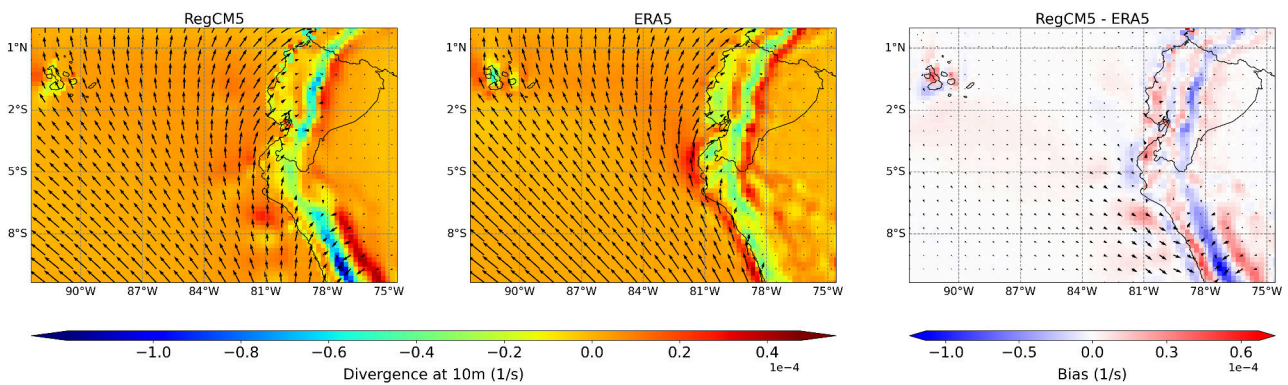 RegCM5
ERA5
RegCM5 - ERA5
1°N
2°S
5°S
8°S
90°W 87°W 84°W 81°W 78°W 75°W
1°N
2°S
5°S
8°S
90°W 87°W 84°W 81°W 78°W 75°W
1°N
2°S
5°S
8°S
90°W 87°W 84°W 81°W 78°W 75°W
−1.0 −0.8 −0.6 −0.4 −0.2 0.0 0.2 0.4
1e−4
Divergence at 10m (1/s)
−1.0 −0.5 0.0 0.3 0.6
1e−4
Bias (1/s)